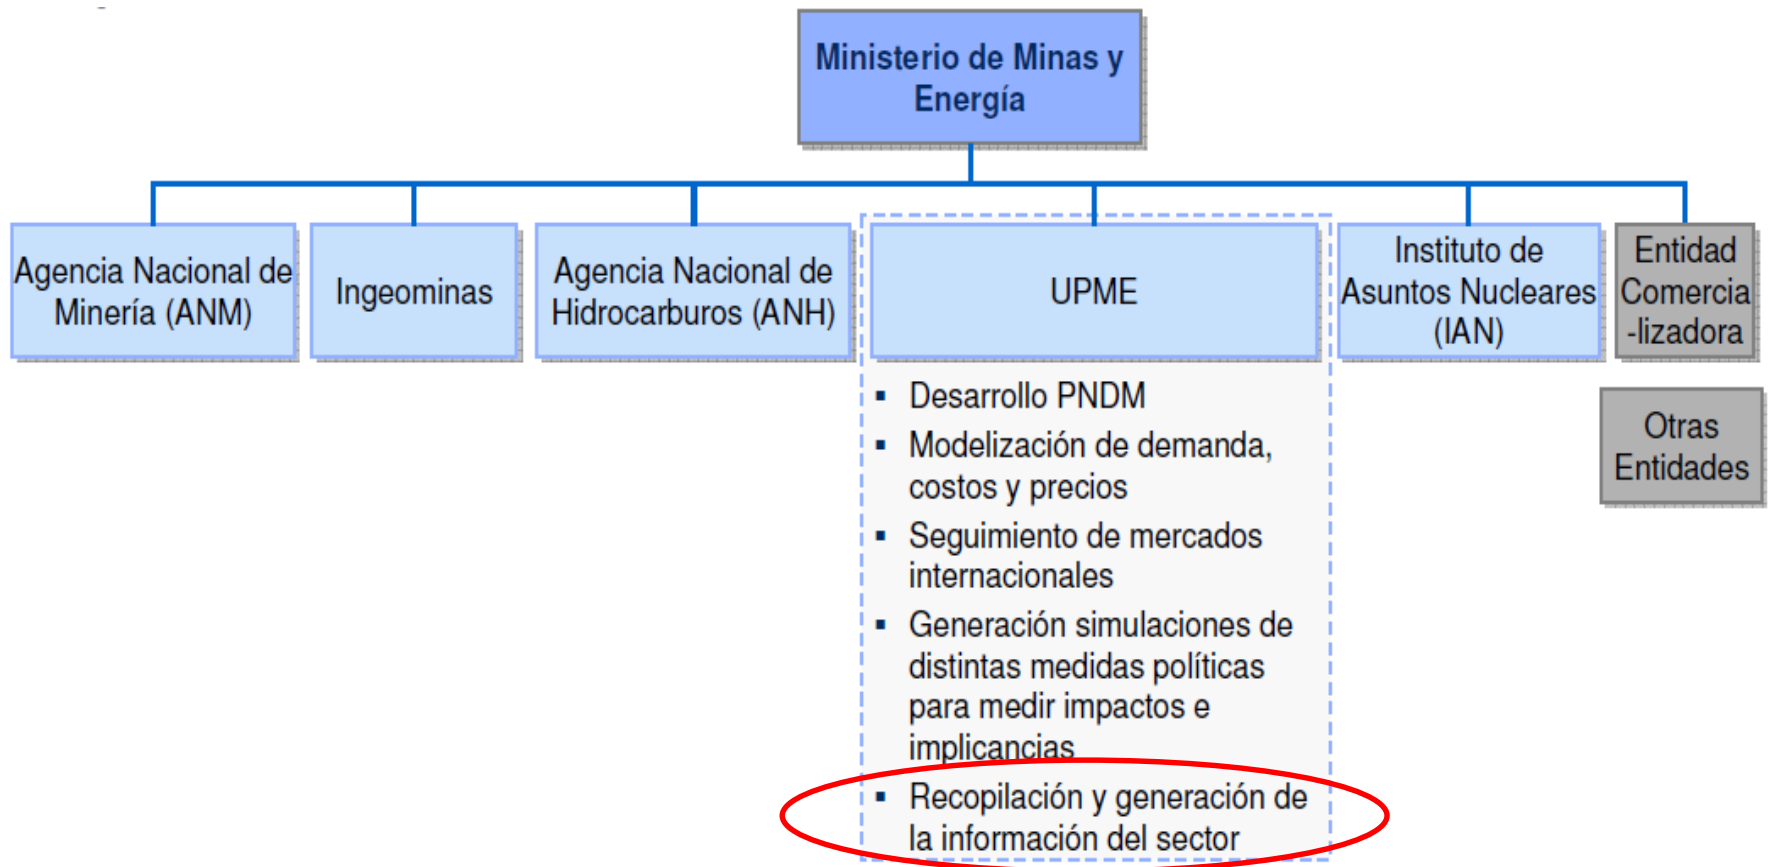 Ministerio de Minas y
Energía
Agencia Nacional de
Minería (ANM)
Ingeominas
Agencia Nacional de
Hidrocarburos (ANH)
UPME
Instituto de
Asuntos Nucleares
(IAN)
Entidad
Comercia
-lizadora
Otras
Entidades
▪ Desarrollo PNDM
▪ Modelización de demanda,
costos y precios
▪ Seguimiento de mercados
internacionales
▪ Generación simulaciones de
distintas medidas políticas
para medir impactos e
implicancias
▪ Recopilación y generación de
la información del sector